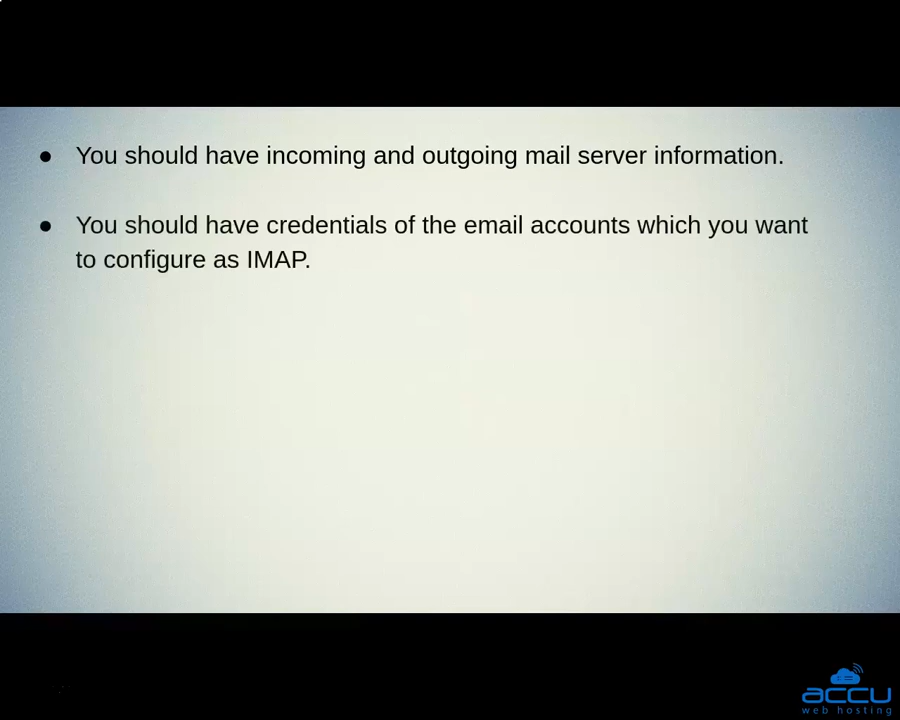 ● You should have incoming and outgoing mail server information.
● You should have credentials of the email accounts which you want
to configure as IMAP.
accu
web hosting